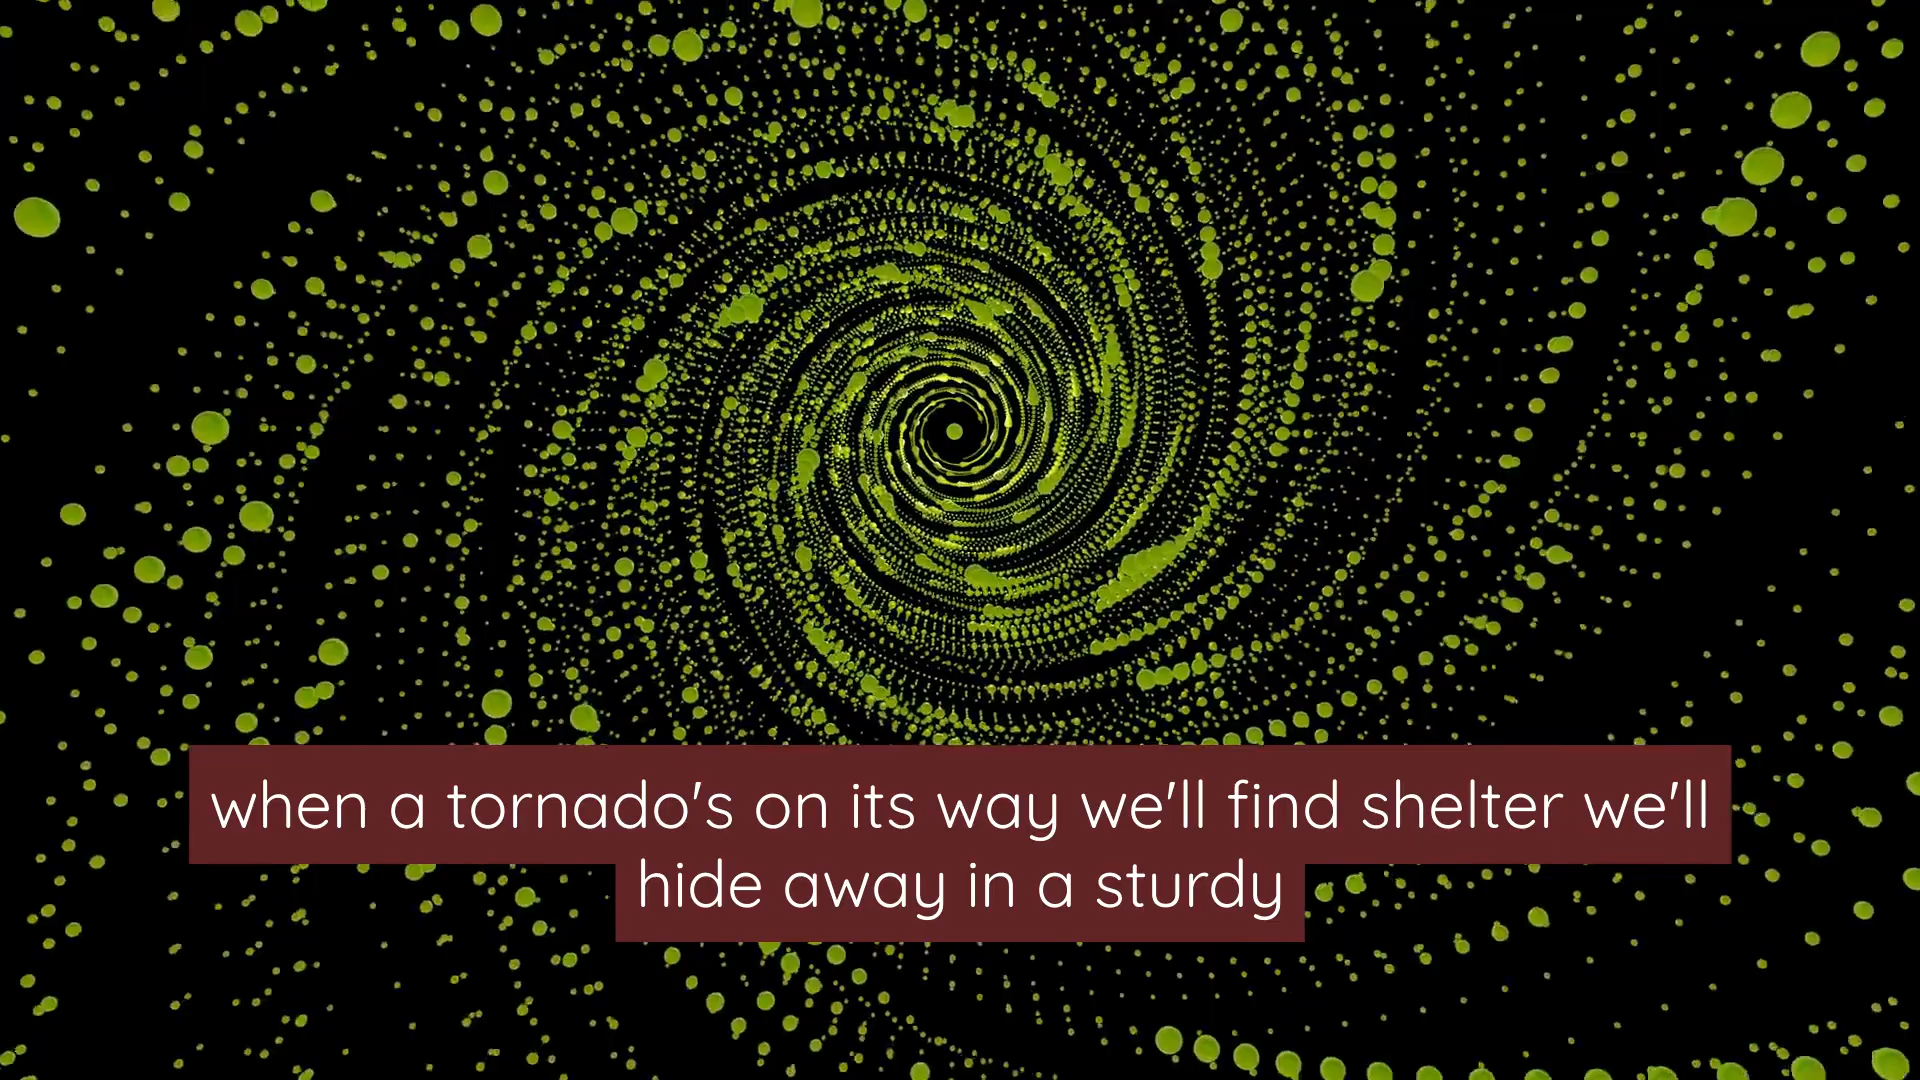 when a tornado's on its way we'll find shelter we'll
hide away in a sturdy